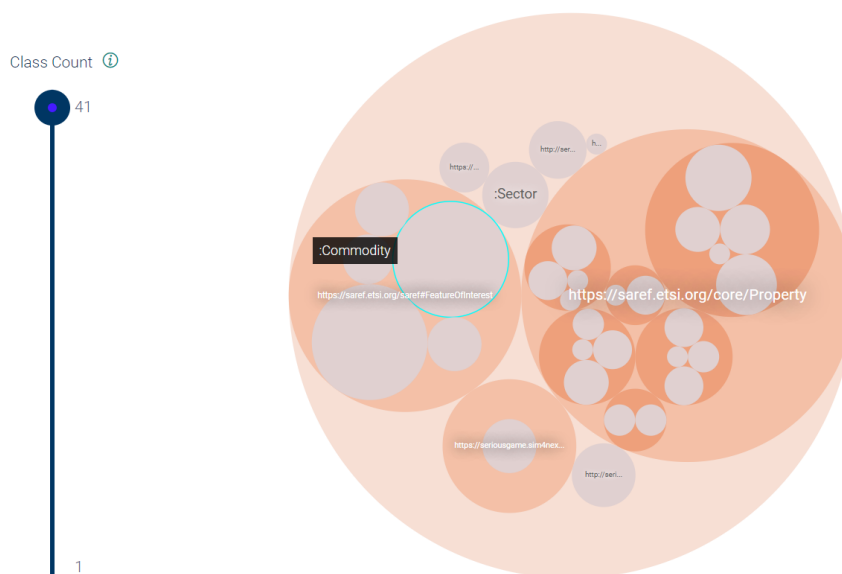 Class Count
41
h...
http://ser...
https://...
:Sector
:Commodity
https://saref.etsi.org/saref#FeatureOfInterest
https://saref.etsi.org/core/Property
https://seriousgame.sim4nex...
http://seri...
1